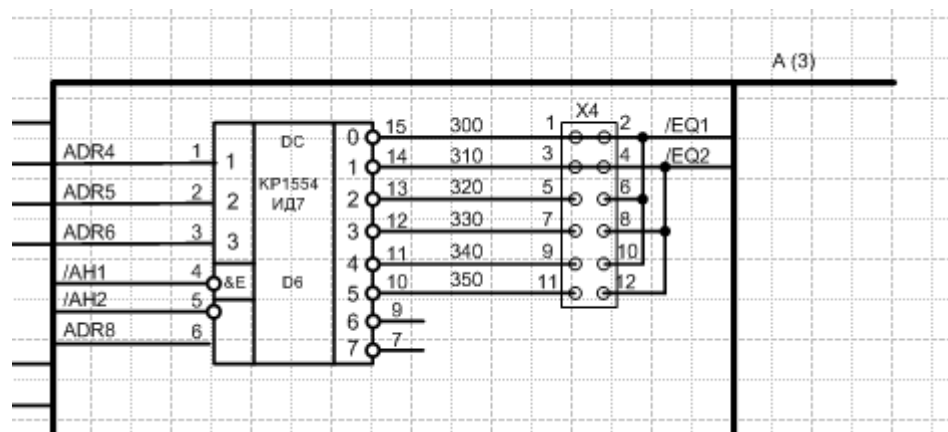 A (3)
X4
DC
0 15 300 1 2 /EQ1
ADR4 1 1
1 14 310 3 4 /EQ2
КР1554
ИД7
ADR5 2 2
2 13 320 5 6
ADR6 3 3
3 12 330 7 8
4 11 340 9 10
/AH1 4 &E D6
5 10 350 11 12
/AH2 5
6 9
ADR8 6
7 7